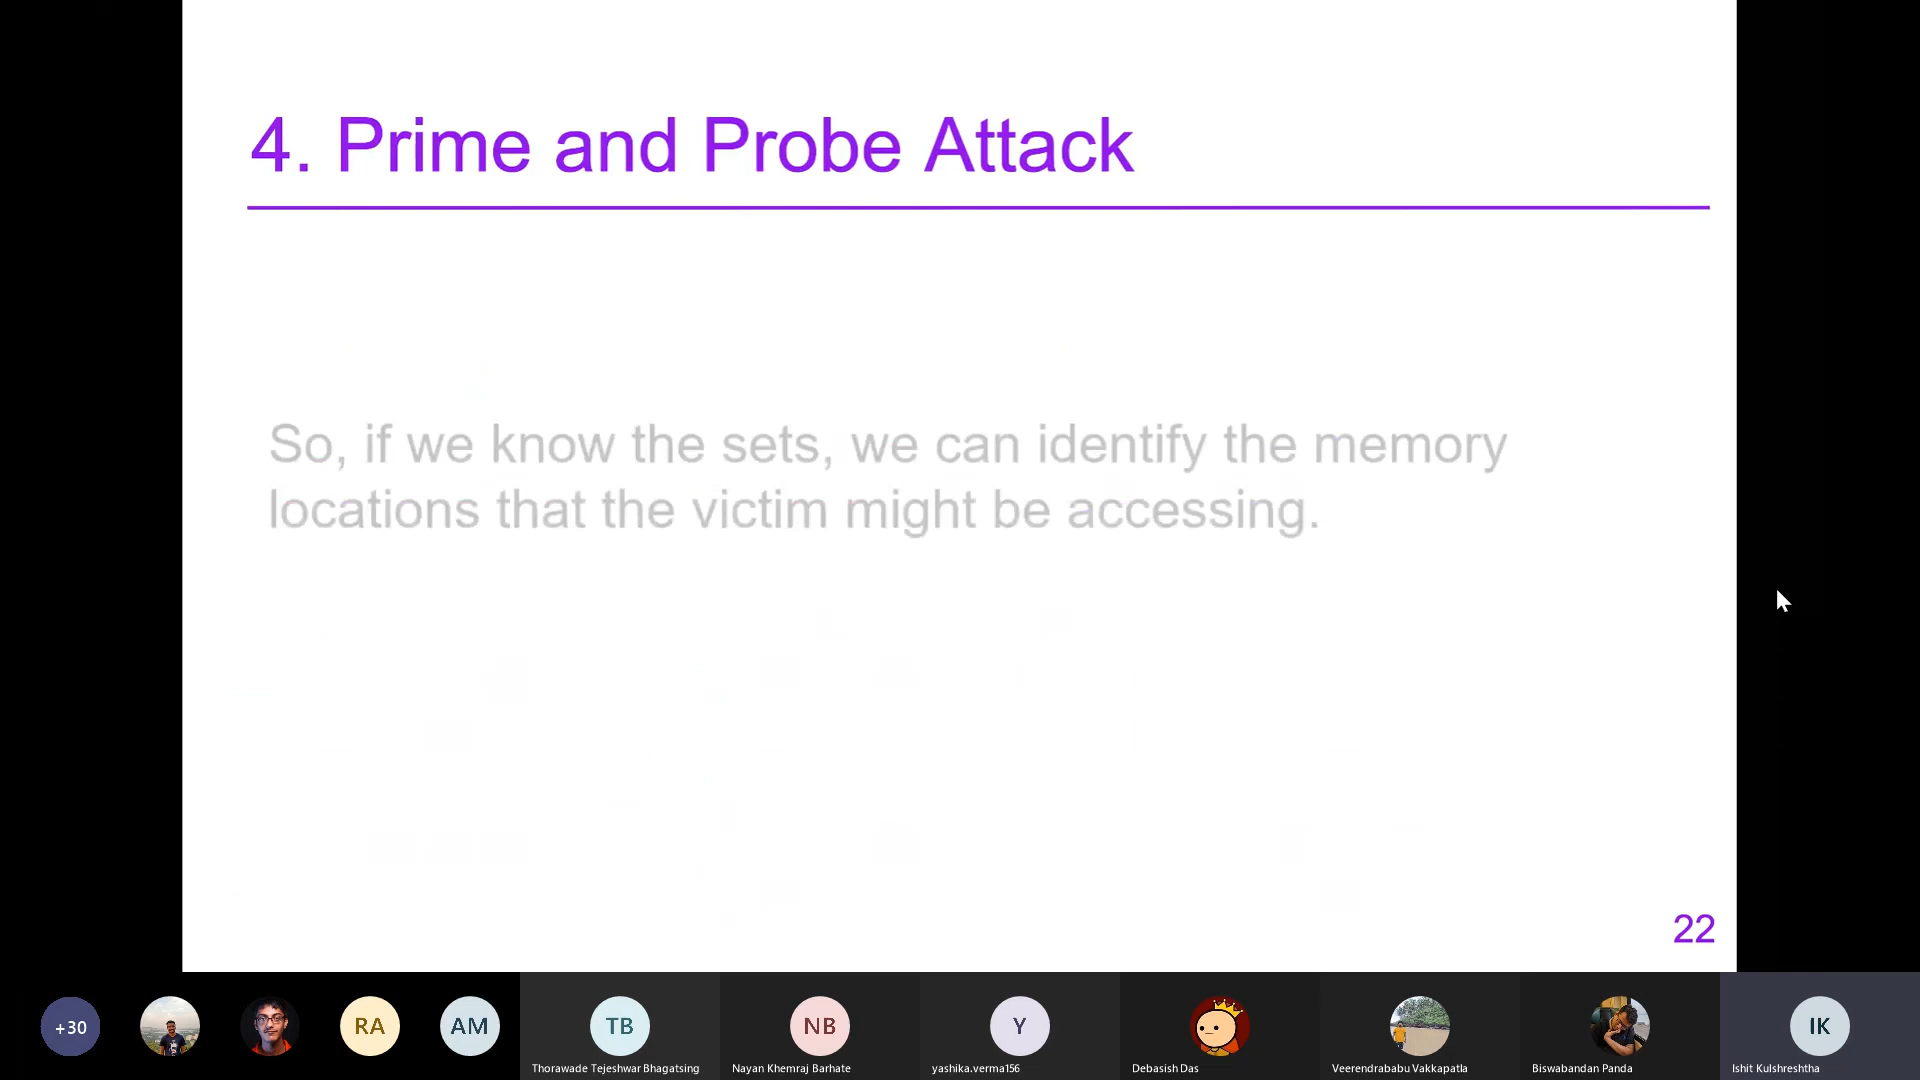 4. Prime and Probe Attack
So, if we know the sets, we can identify the memory
locations that the victim might be accessing.
22
+30
RA
AM
TB
NB
Y
IK
Thorawade Tejeshwar Bhagatsing
Nayan Khemraj Barhate
yashika.verma156
Debasish Das
Veerendrababu Vakkapatla
Biswabandan Panda
Ishit Kulshreshtha